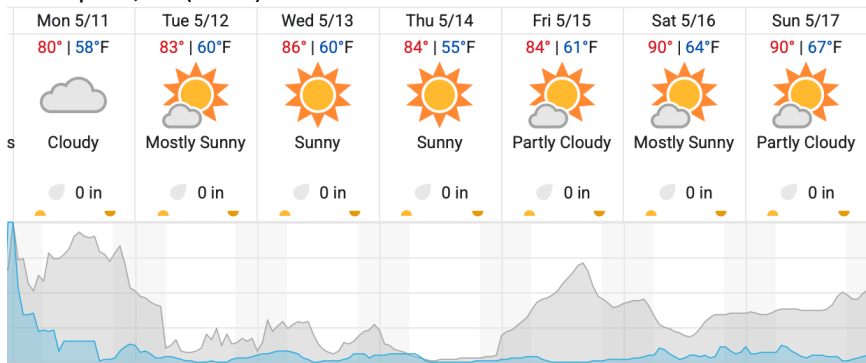 Mon 5/11 Tue 5/12 Wed 5/13 Thu 5/14 Fri 5/15 Sat 5/16 Sun 5/17
80° | 58°F 83° | 60°F 86° | 60°F 84° | 55°F 84° | 61°F 90° | 64°F 90° | 67°F
s Cloudy Mostly Sunny Sunny Sunny Partly Cloudy Mostly Sunny Partly Cloudy
0 in 0 in 0 in 0 in 0 in 0 in 0 in